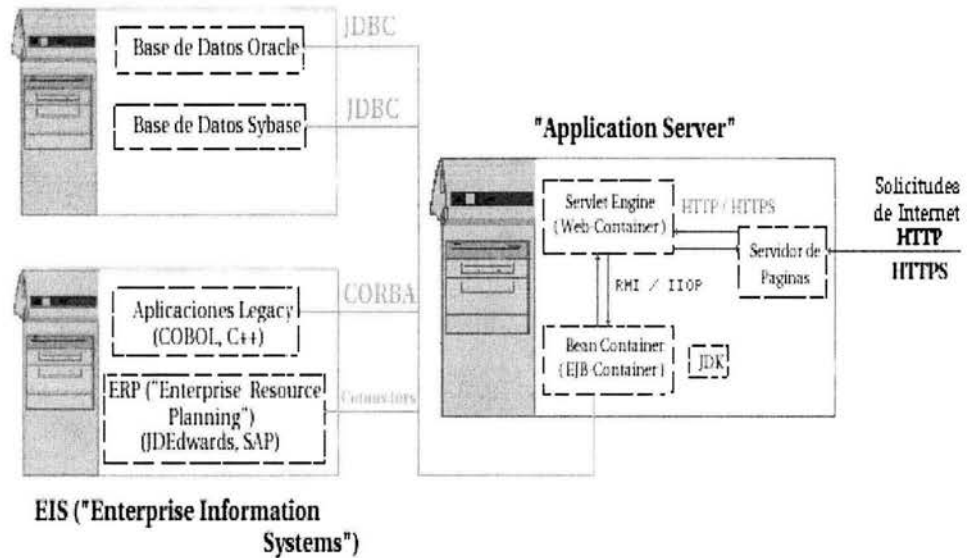 Base de Datos Oracle
JDBC
Base de Datos Sybase
JDBC
"Application Server"
Servlet Engine
(Web-Container)
HTTP / HTTPS
Servidor de
Paginas
Solicitudes
de Internet
HTTP
HTTPS
RMI / IIOP
Bean Container
(EJB-Container)
JDK
Aplicaciones Legacy
(COBOL, C++)
CORBA
ERP ("Enterprise Resource
Planning")
(JDEdwards, SAP)
Connectors
EIS ("Enterprise Information
Systems")